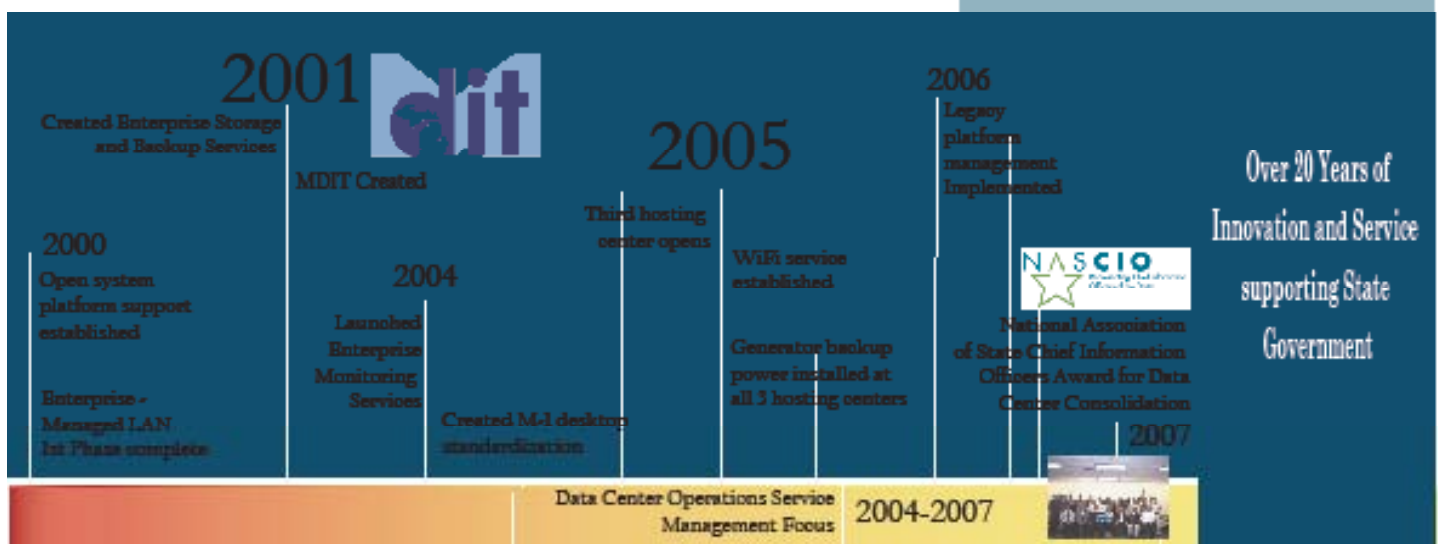 2001
dit
Created Enterprise Storage
and Backup Services
MDIT Created
2000
Open system
platform support
established
Enterprise -
Managed LAN
1st Phase complete
2004
Launched
Enterprise
Monitoring
Services
Created M-1 desktop
standardization
2005
Third hosting
center opens
WiFi service
established
Generator backup
power installed at
all 3 hosting centers
2006
Legacy
platform
management
Implemented
NASCIO
National Association
of State Chief Information
Officers Award for Data
Center Consolidation
2007
Over 20 Years of
Innovation and Service
supporting State
Government
Data Center Operations Service
Management Focus
2004-2007